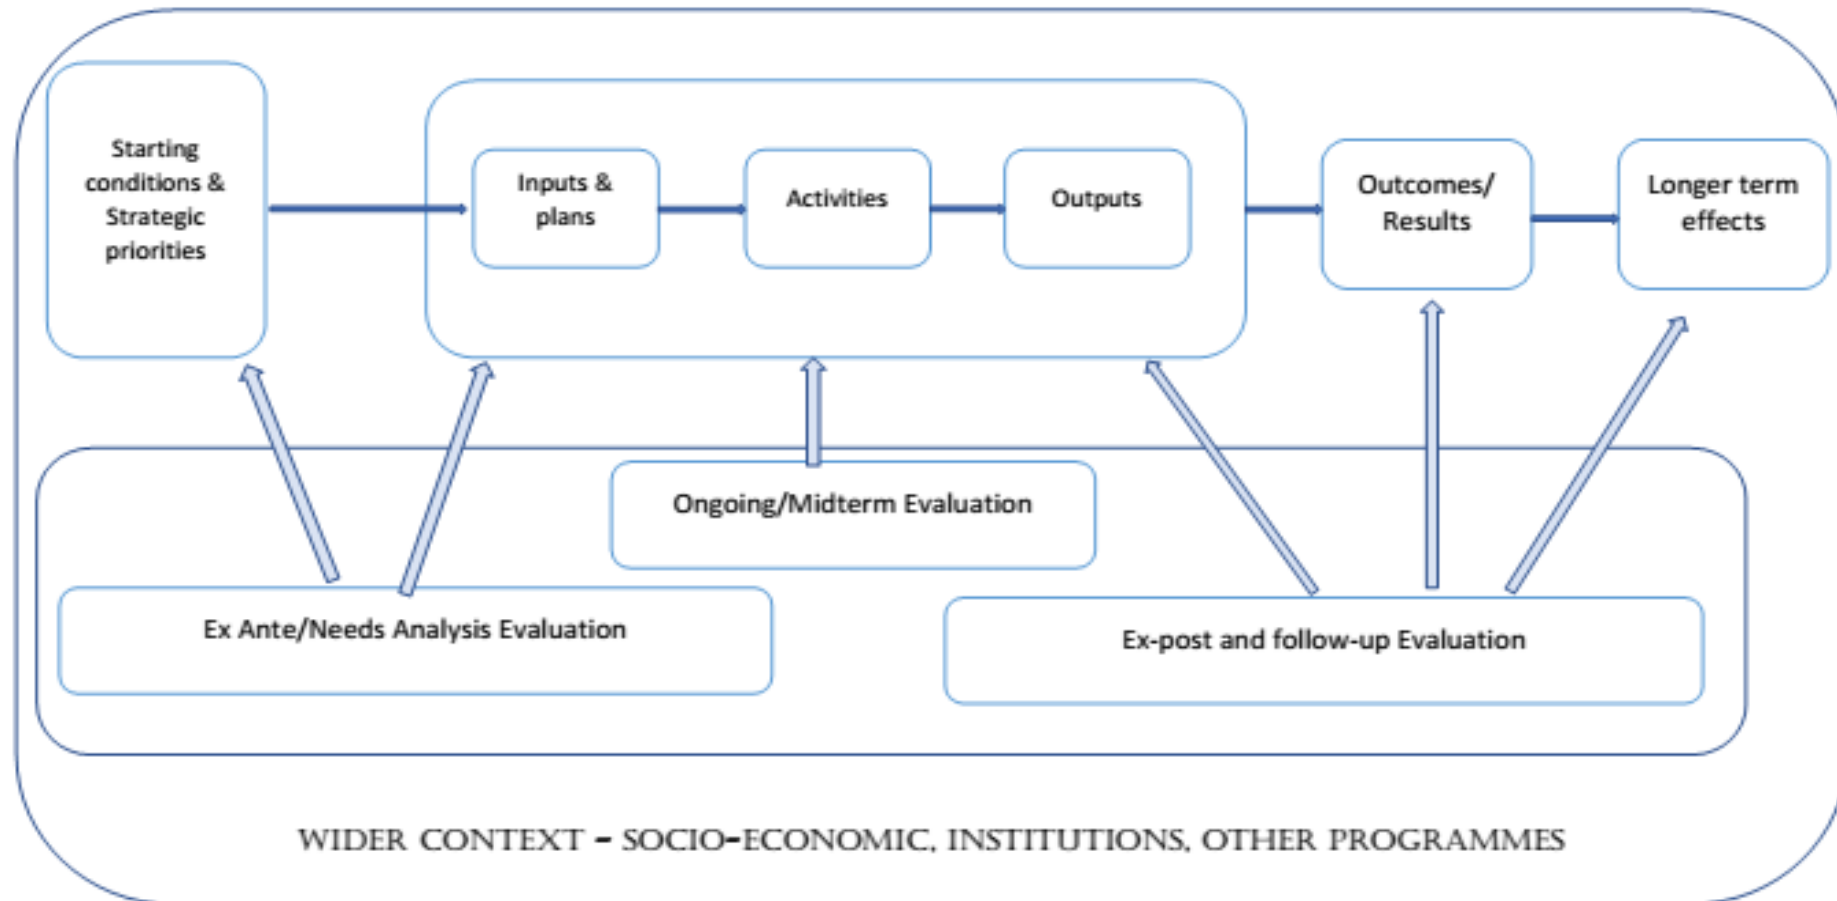 Starting
conditions &
Strategic
priorities
Inputs &
plans
Activities
Outputs
Outcomes/
Results
Longer term
effects
Ongoing/Midterm Evaluation
Ex Ante/Needs Analysis Evaluation
Ex-post and follow-up Evaluation
WIDER CONTEXT – SOCIO-ECONOMIC, INSTITUTIONS, OTHER PROGRAMMES